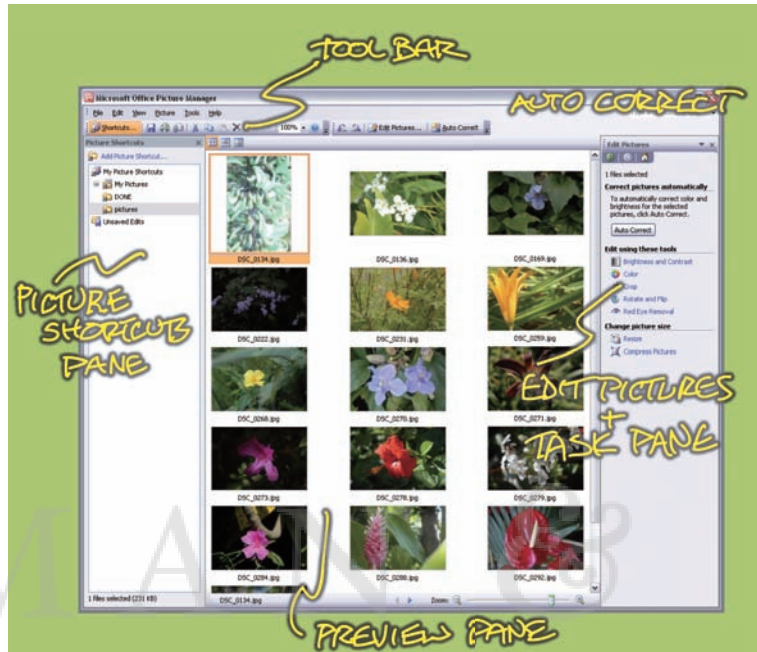 TOOL BAR
Microsoft Office Picture Manager
AUTO CORRECT
File Edit View Picture Tools Help
Shortcuts... 100% Edit Pictures... Auto Correct
Picture Shortcuts
Edit Pictures
Add Picture Shortcut...
My Picture Shortcuts
My Pictures
DONE
pictures
Unsaved Edits
1 files selected
Correct pictures automatically
To automatically correct color and
brightness for the selected
pictures, click Auto Correct.
Auto Correct
Edit using these tools
Brightness and Contrast
Color
Crop
Rotate and Flip
Red Eye Removal
Change picture size
Resize
Compress Pictures
DSC_0134.jpg DSC_0136.jpg DSC_0169.jpg
DSC_0222.jpg DSC_0231.jpg DSC_0259.jpg
DSC_0268.jpg DSC_0270.jpg DSC_0271.jpg
DSC_0273.jpg DSC_0278.jpg DSC_0279.jpg
DSC_0284.jpg DSC_0288.jpg DSC_0292.jpg
PICTURE
SHORTCUTS
PANE
EDIT PICTURES
+
TASK PANE
M A N &
1 files selected (231 KB) DSC_0134.jpg Zoom:
PREVIEW PANE